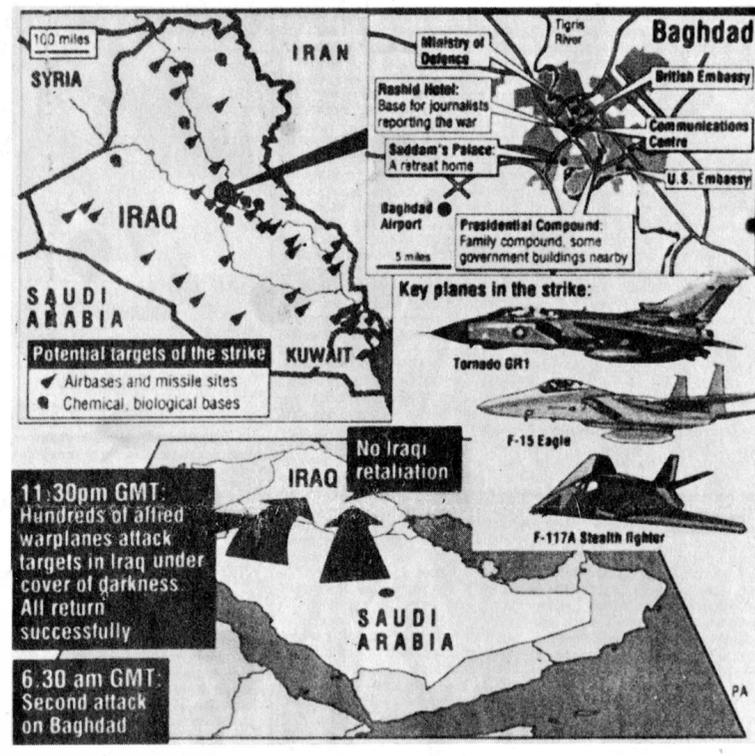 100 miles
SYRIA
IRAN
IRAQ
SAUDI
ARABIA
KUWAIT
Potential targets of the strike
Airbases and missile sites
Chemical, biological bases
Baghdad
Tigris
River
Ministry of
Defence
Rashid Hotel:
Base for journalists
reporting the war
Saddam's Palace:
A retreat home
British Embassy
Communications
Centre
U.S. Embassy
Baghdad
Airport
5 miles
Presidential Compound:
Family compound, some
government buildings nearby
Key planes in the strike:
Tornado GR1
F-15 Eagle
F-117A Stealth fighter
No Iraqi
retaliation
IRAQ
11:30pm GMT:
Hundreds of allied
warplanes attack
targets in Iraq under
cover of darkness.
All return
successfully
SAUDI
ARABIA
6.30 am GMT:
Second attack
on Baghdad
PA